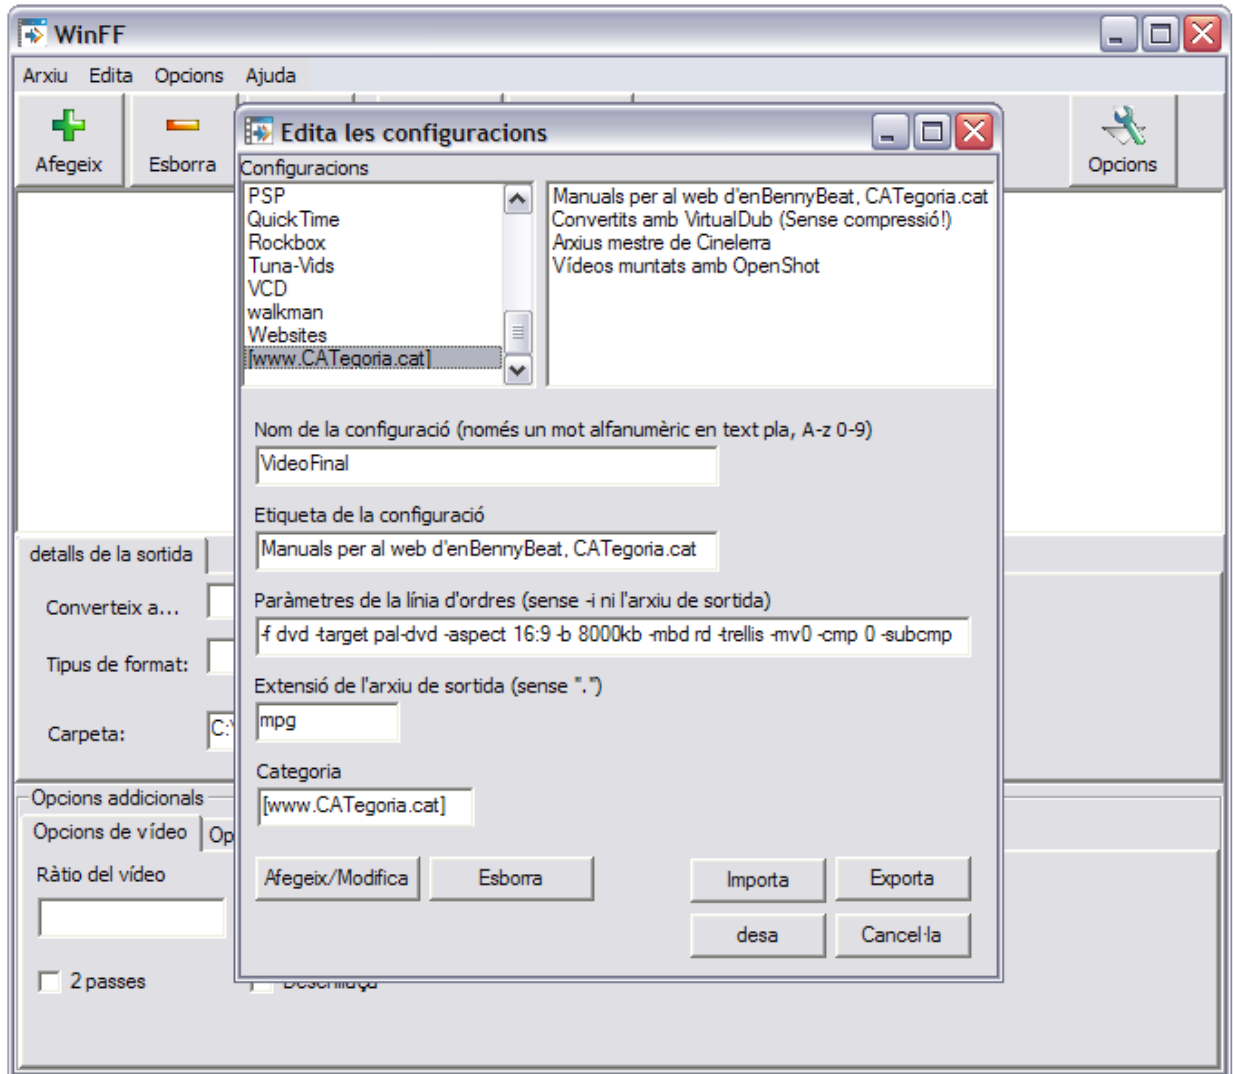 WinFF
Arxiu Edita Opcions Ajuda
Afegeix
Esborra
Opcions
Edita les configuracions
Configuracions
PSP
QuickTime
Rockbox
Tuna-Vids
VCD
walkman
Websites
[www.CATegoria.cat]
Manuals per al web d'enBennyBeat, CATegoria.cat
Convertits amb VirtualDub (Sense compressió!)
Arxius mestre de Cinelerra
Vídeos muntats amb OpenShot
Nom de la configuració (només un mot alfanumèric en text pla, A-z 0-9)
VideoFinal
Etiqueta de la configuració
Manuals per al web d'enBennyBeat, CATegoria.cat
Paràmetres de la línia d'ordres (sense -i ni l'arxiu de sortida)
-f dvd -target pal-dvd -aspect 16:9 -b 8000kb -mbd rd -trellis -mv0 -cmp 0 -subcmp
Extensió de l'arxiu de sortida (sense ".")
mpg
Categoria
[www.CATegoria.cat]
Afegeix/Modifica
Esborra
Importa
Exporta
desa
Cancel·la
detalls de la sortida
Converteix a...
Tipus de format:
Carpeta:
C:\
Opcions addicionals
Opcions de vídeo
Op
Ràtio del vídeo
2 passes